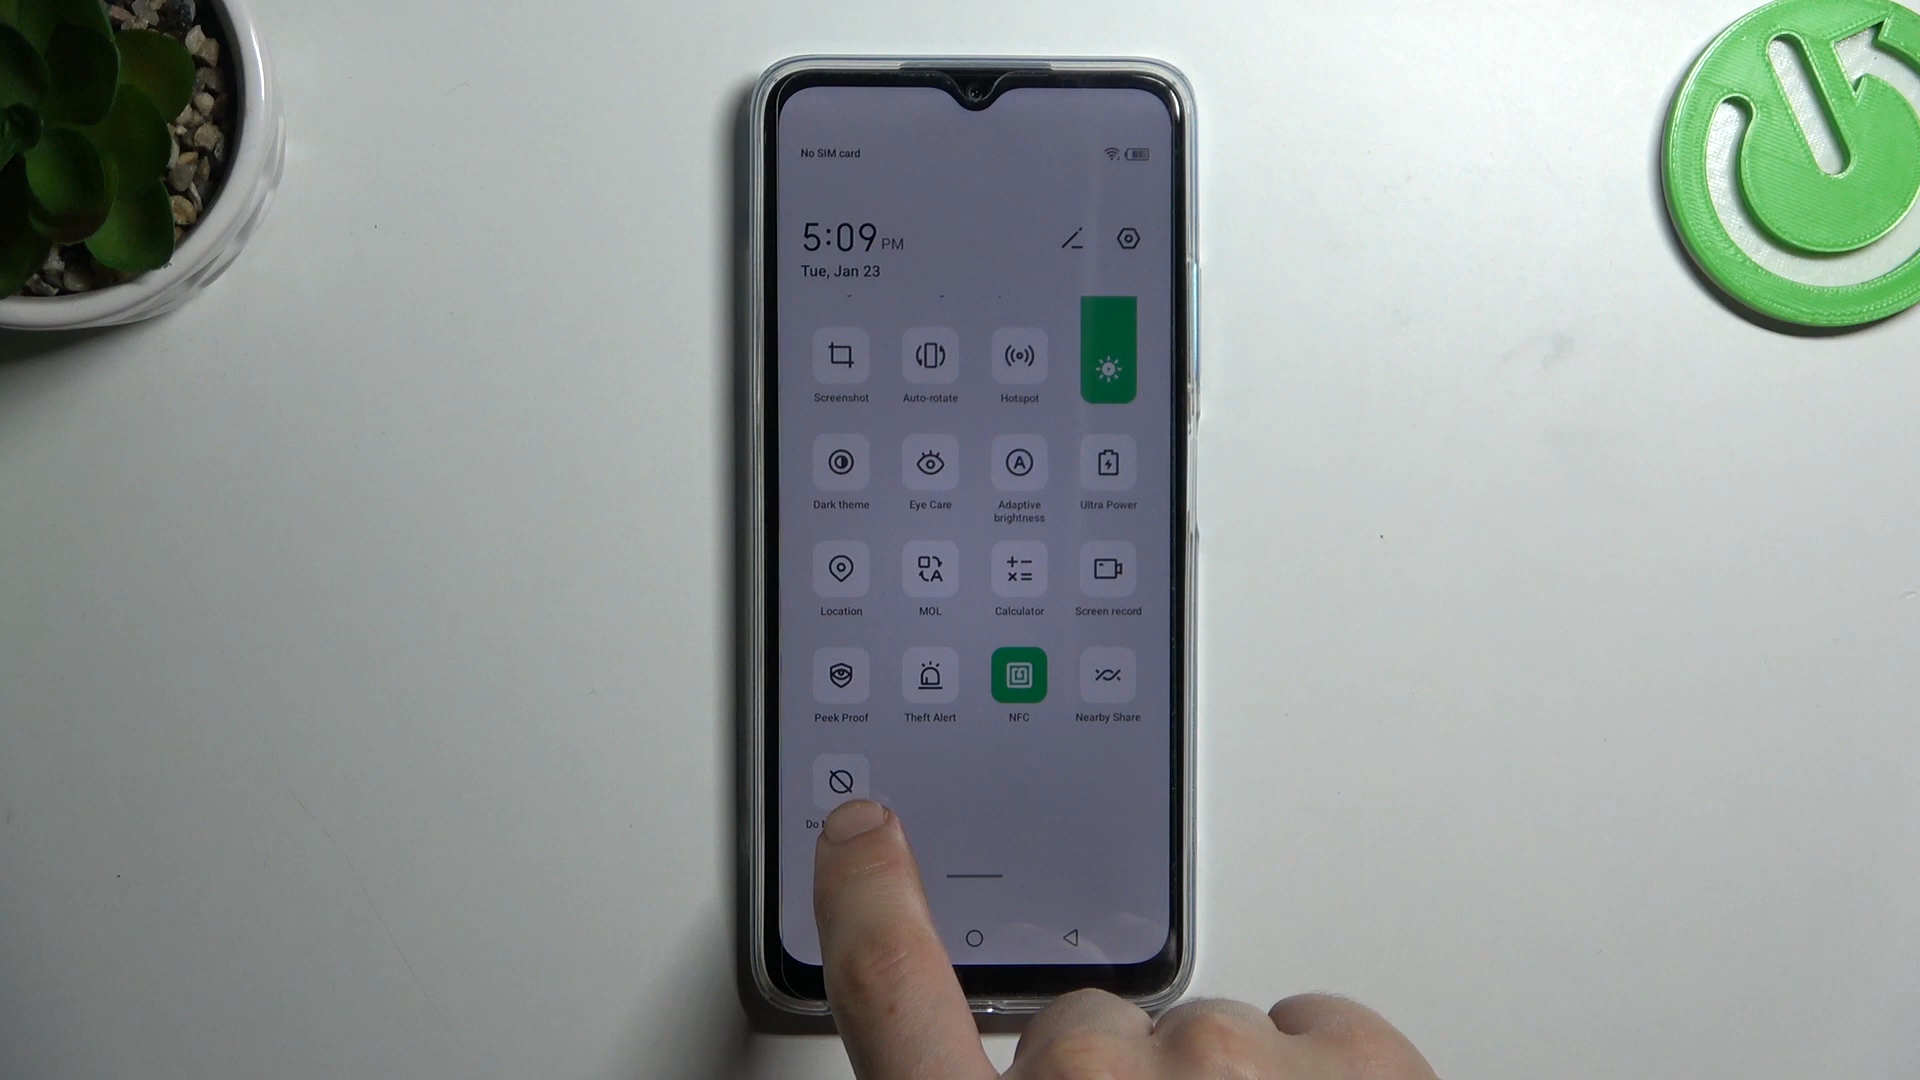 No SIM card
5:09 PM
Tue, Jan 23
Screenshot Auto-rotate Hotspot
Dark theme Eye Care Adaptive brightness Ultra Power
Location MOL Calculator Screen record
Peek Proof Theft Alert NFC Nearby Share
Do